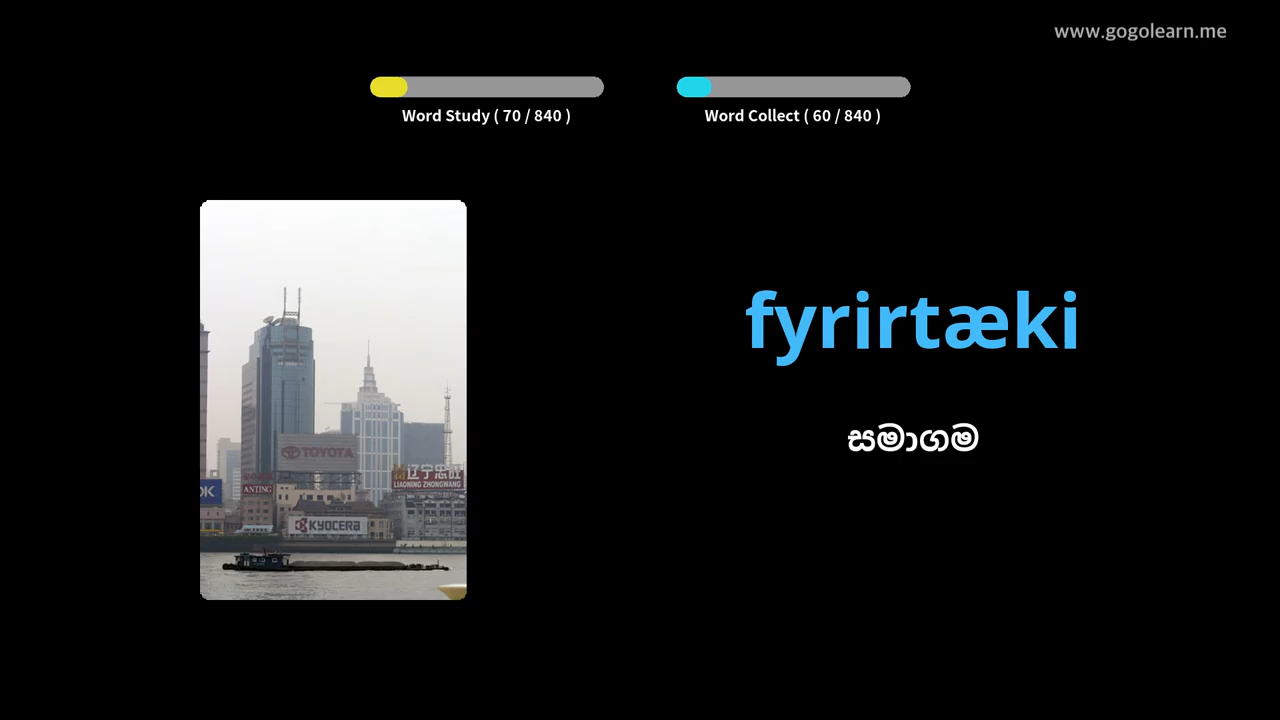 www.gogolearn.me
Word Study ( 70 / 840 )
Word Collect ( 60 / 840 )
fyrirtæki
සමාගම
TOYOTA
辽宁忠旺
LIAONING ZHONGWANG
OK
ANTING
KYOCERA